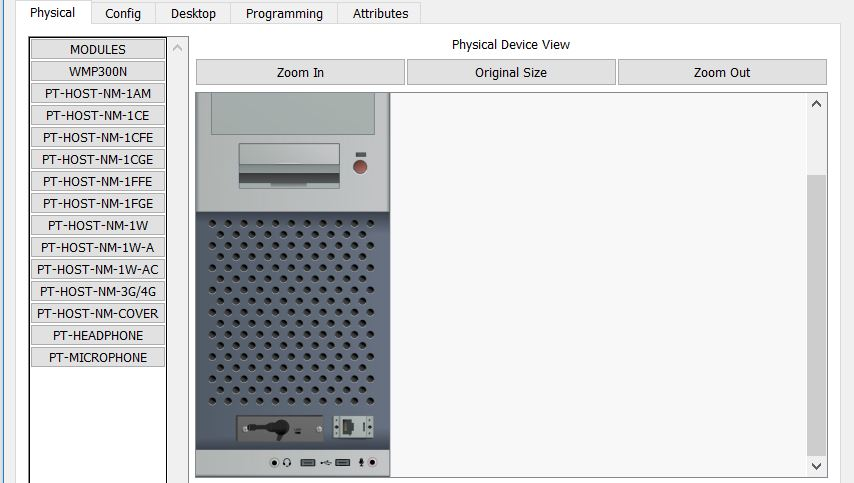 Physical
Config
Desktop
Programming
Attributes
MODULES
WMP300N
PT-HOST-NM-1AM
PT-HOST-NM-1CE
PT-HOST-NM-1CFE
PT-HOST-NM-1CGE
PT-HOST-NM-1FFE
PT-HOST-NM-1FGE
PT-HOST-NM-1W
PT-HOST-NM-1W-A
PT-HOST-NM-1W-AC
PT-HOST-NM-3G/4G
PT-HOST-NM-COVER
PT-HEADPHONE
PT-MICROPHONE
Physical Device View
Zoom In
Original Size
Zoom Out